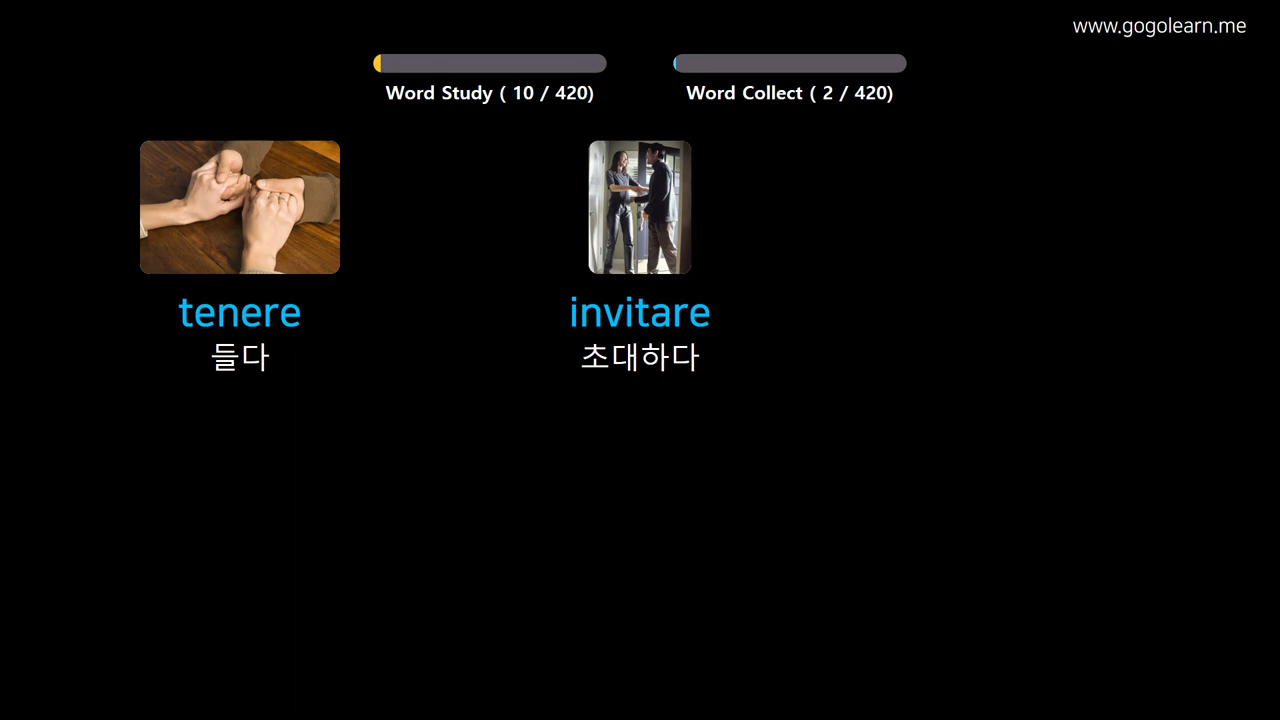 www.gogolearn.me
Word Study ( 10 / 420)
Word Collect ( 2 / 420)
tenere
들다
invitare
초대하다